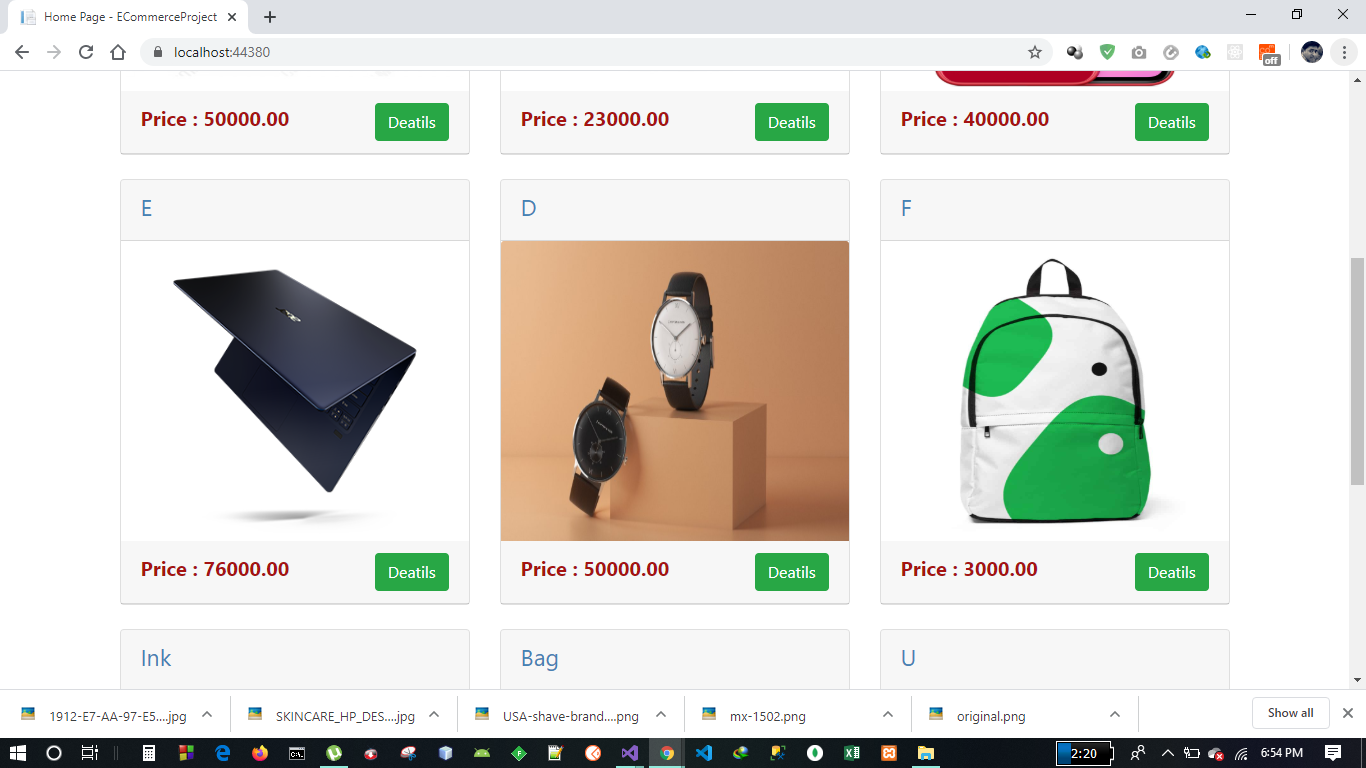 Home Page - ECommerceProject
localhost:44380
off
Price : 50000.00
Deatils
Price : 23000.00
Deatils
Price : 40000.00
Deatils
E
D
F
Price : 76000.00
Deatils
Price : 50000.00
Deatils
Price : 3000.00
Deatils
Ink
Bag
U
1912-E7-AA-97-E5....jpg
SKINCARE_HP_DES....jpg
USA-shave-brand....png
mx-1502.png
original.png
Show all
2:20
6:54 PM